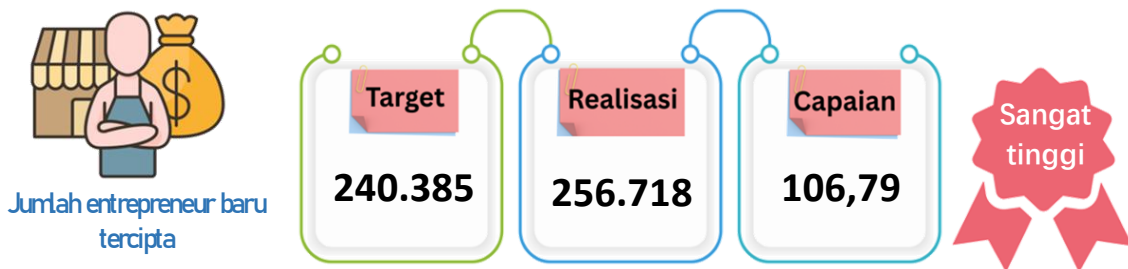 Jumlah entrepreneur baru
tercipta
Target
240.385
Realisasi
256.718
Capaian
106,79
Sangat
tinggi